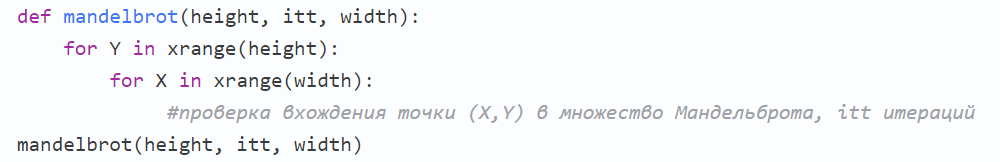 def mandelbrot(height, itt, width):
    for Y in xrange(height):
        for X in xrange(width):
             #проверка вхождения точки (X,Y) в множество Мандельброта, itt итераций
mandelbrot(height, itt, width)